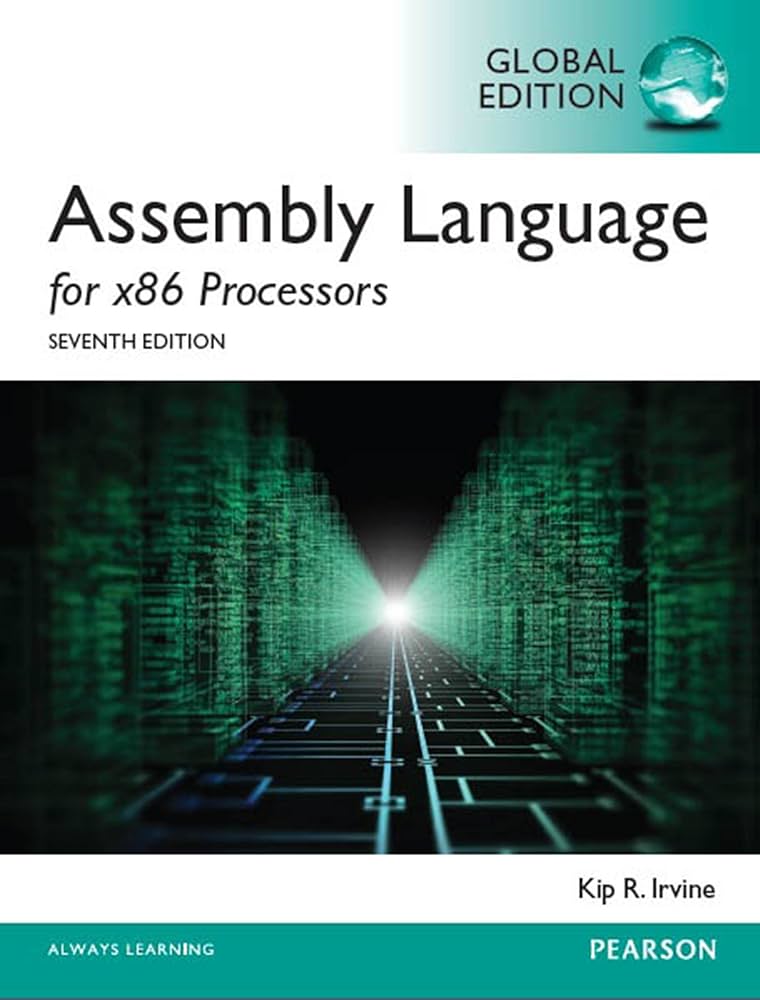 GLOBAL
EDITION
Assembly Language
for x86 Processors
SEVENTH EDITION
Kip R. Irvine
ALWAYS LEARNING
PEARSON